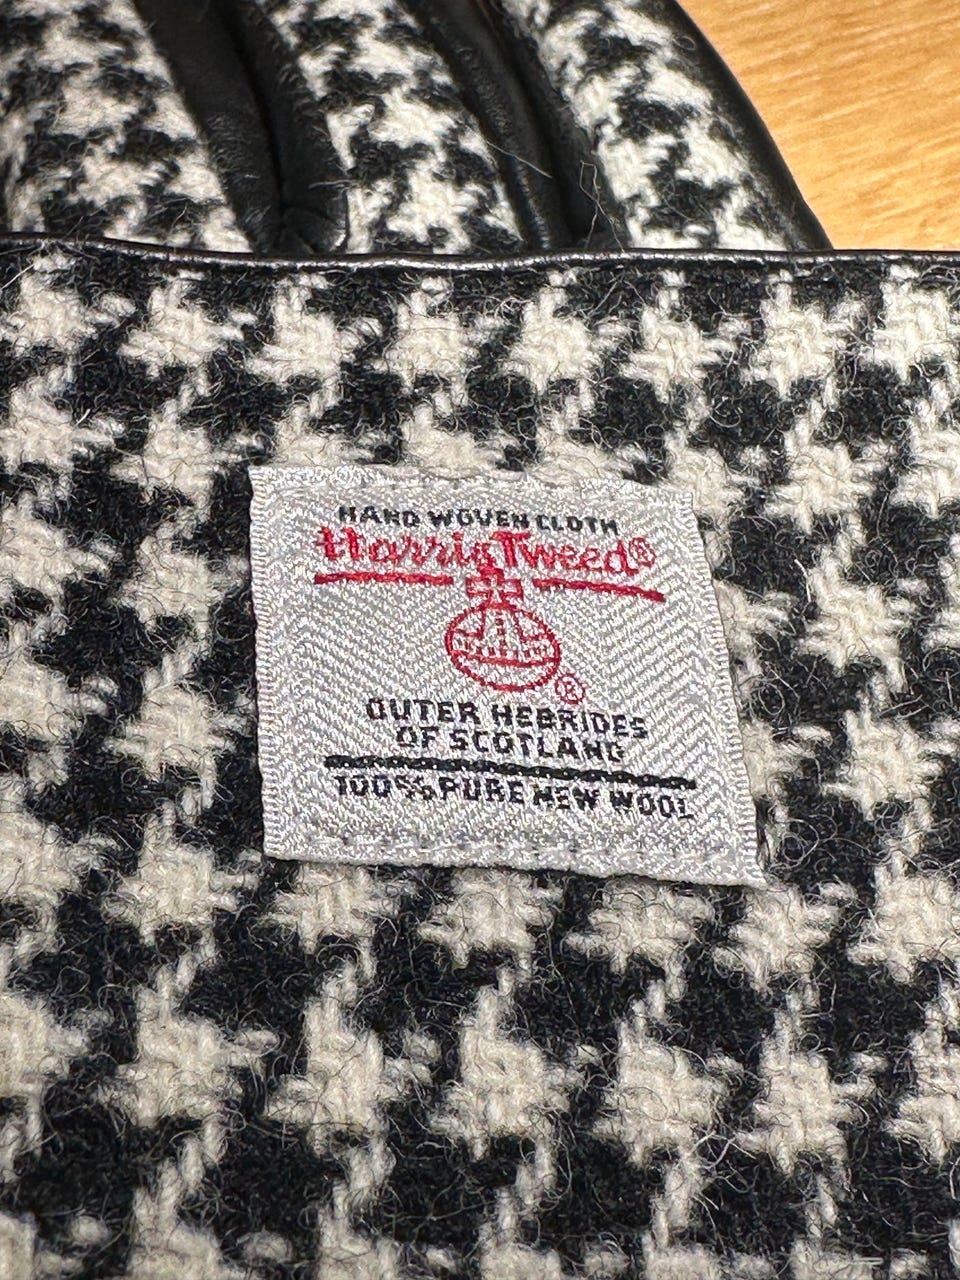 HAND WOVEN CLOTH
Harris Tweed®
®
OUTER HEBRIDES
OF SCOTLAND
100% PURE NEW WOOL